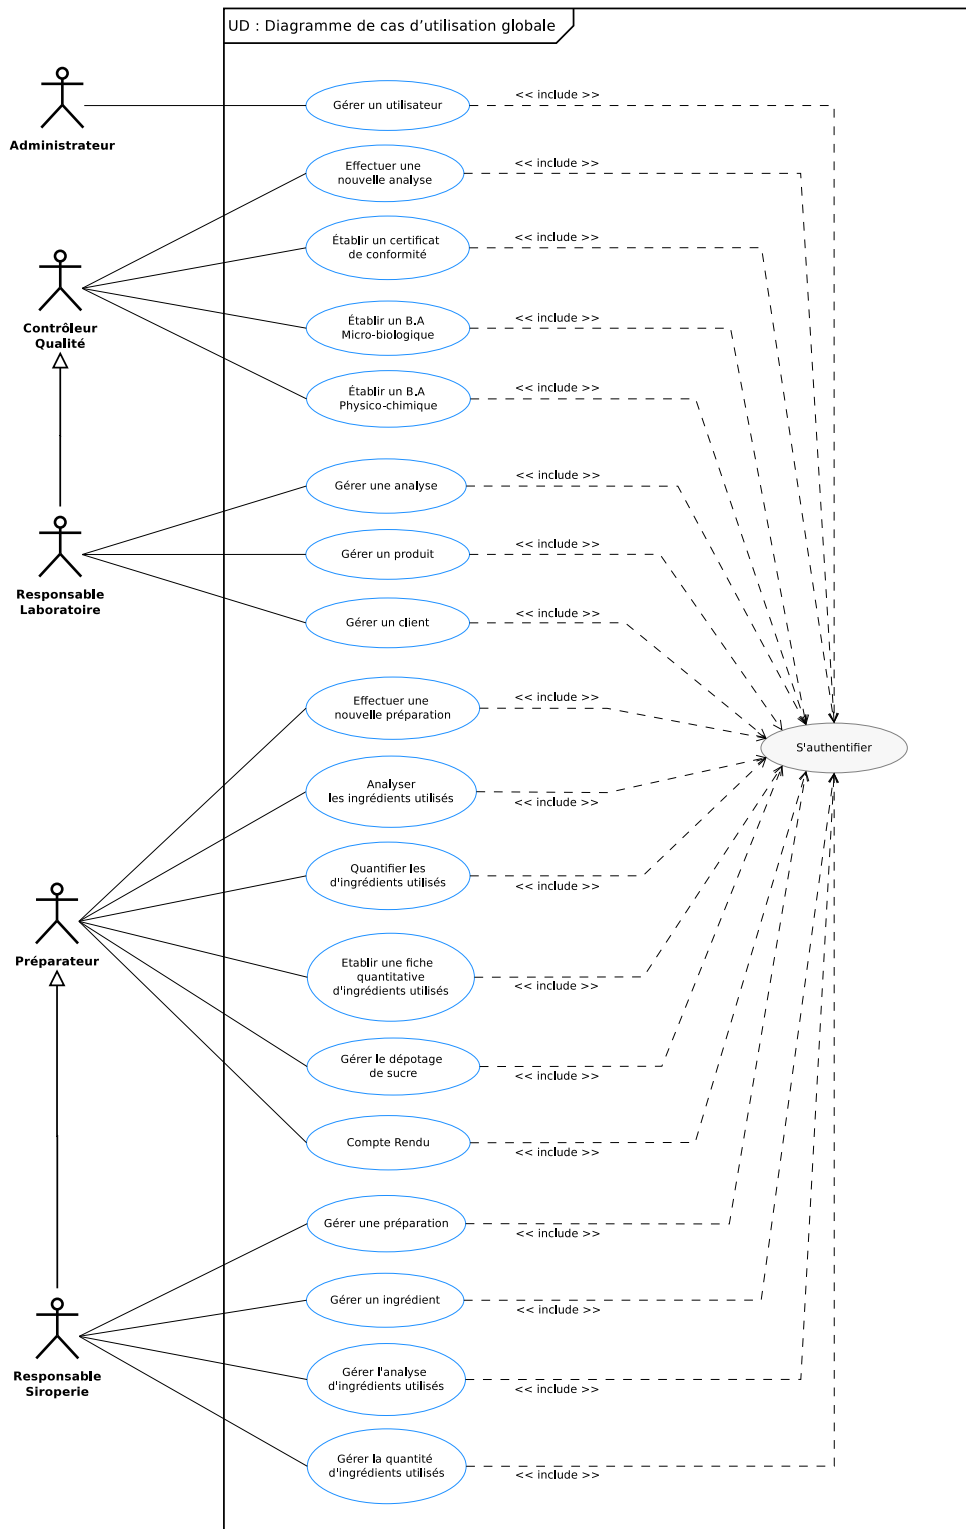 UD : Diagramme de cas d’utilisation globale
Administrateur
Gérer un utilisateur
<< include >>
Effectuer une
nouvelle analyse
<< include >>
Établir un certificat
de conformité
<< include >>
Contrôleur
Qualité
Établir un B.A
Micro-biologique
<< include >>
Établir un B.A
Physico-chimique
<< include >>
Gérer une analyse
<< include >>
Gérer un produit
<< include >>
Responsable
Laboratoire
Gérer un client
<< include >>
Effectuer une
nouvelle préparation
<< include >>
S'authentifier
Analyser
les ingrédients utilisés
<< include >>
Quantifier les
d'ingrédients utilisés
<< include >>
Préparateur
Etablir une fiche
quantitative
d'ingrédients utilisés
<< include >>
Gérer le dépotage
de sucre
<< include >>
Compte Rendu
<< include >>
Gérer une préparation
<< include >>
Gérer un ingrédient
<< include >>
Responsable
Siroperie
Gérer l'analyse
d'ingrédients utilisés
<< include >>
Gérer la quantité
d'ingrédients utilisés
<< include >>